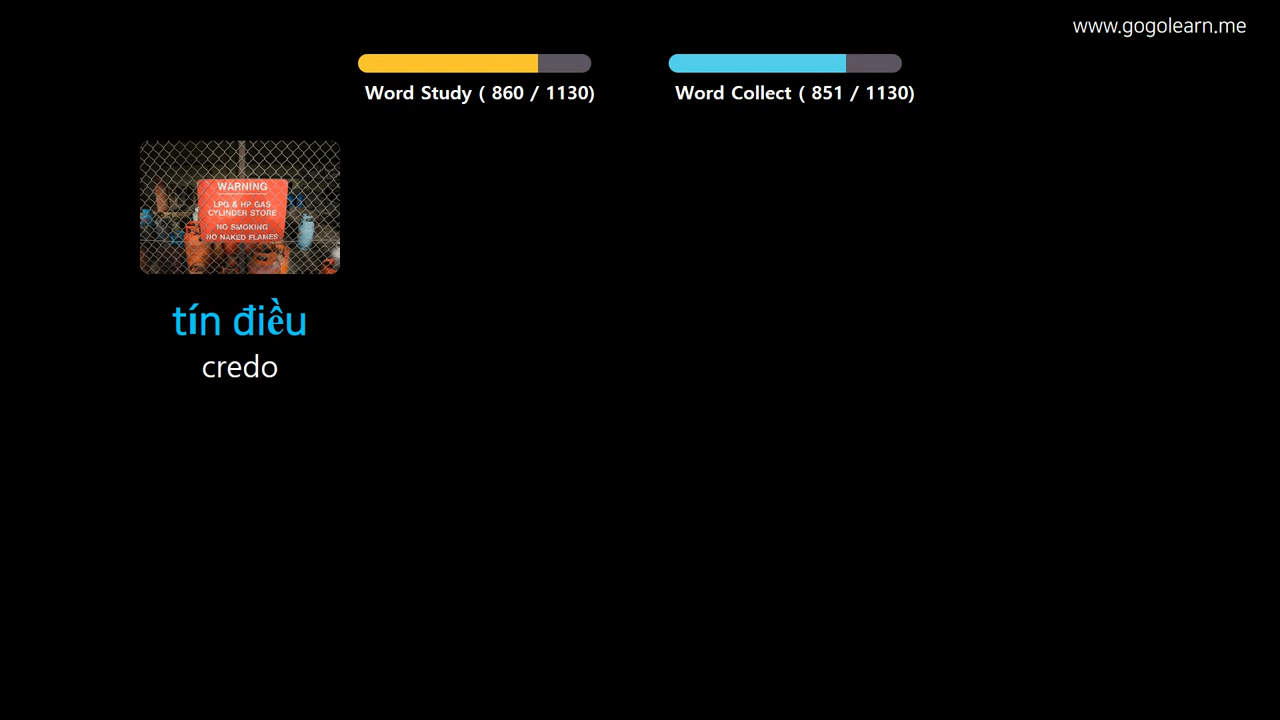 www.gogolearn.me
Word Study ( 860 / 1130)
Word Collect ( 851 / 1130)
WARNING
LPG & HP GAS
CYLINDER STORE
NO SMOKING
NO NAKED FLAMES
tín điều
credo